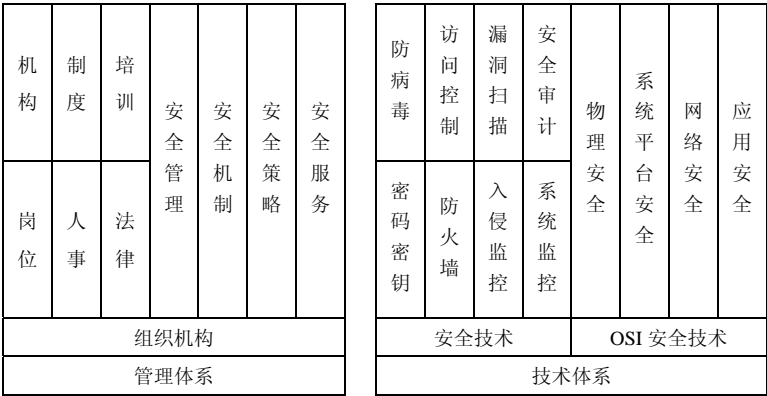 机构
制度
培训
岗位
人事
法律
安全管理
安全机制
安全策略
安全服务
组织机构
管理体系
防病毒
访问控制
漏洞扫描
安全审计
密码密钥
防火墙
入侵监控
系统监控
物理安全
系统平台安全
网络安全
应用安全
安全技术
OSI 安全技术
技术体系